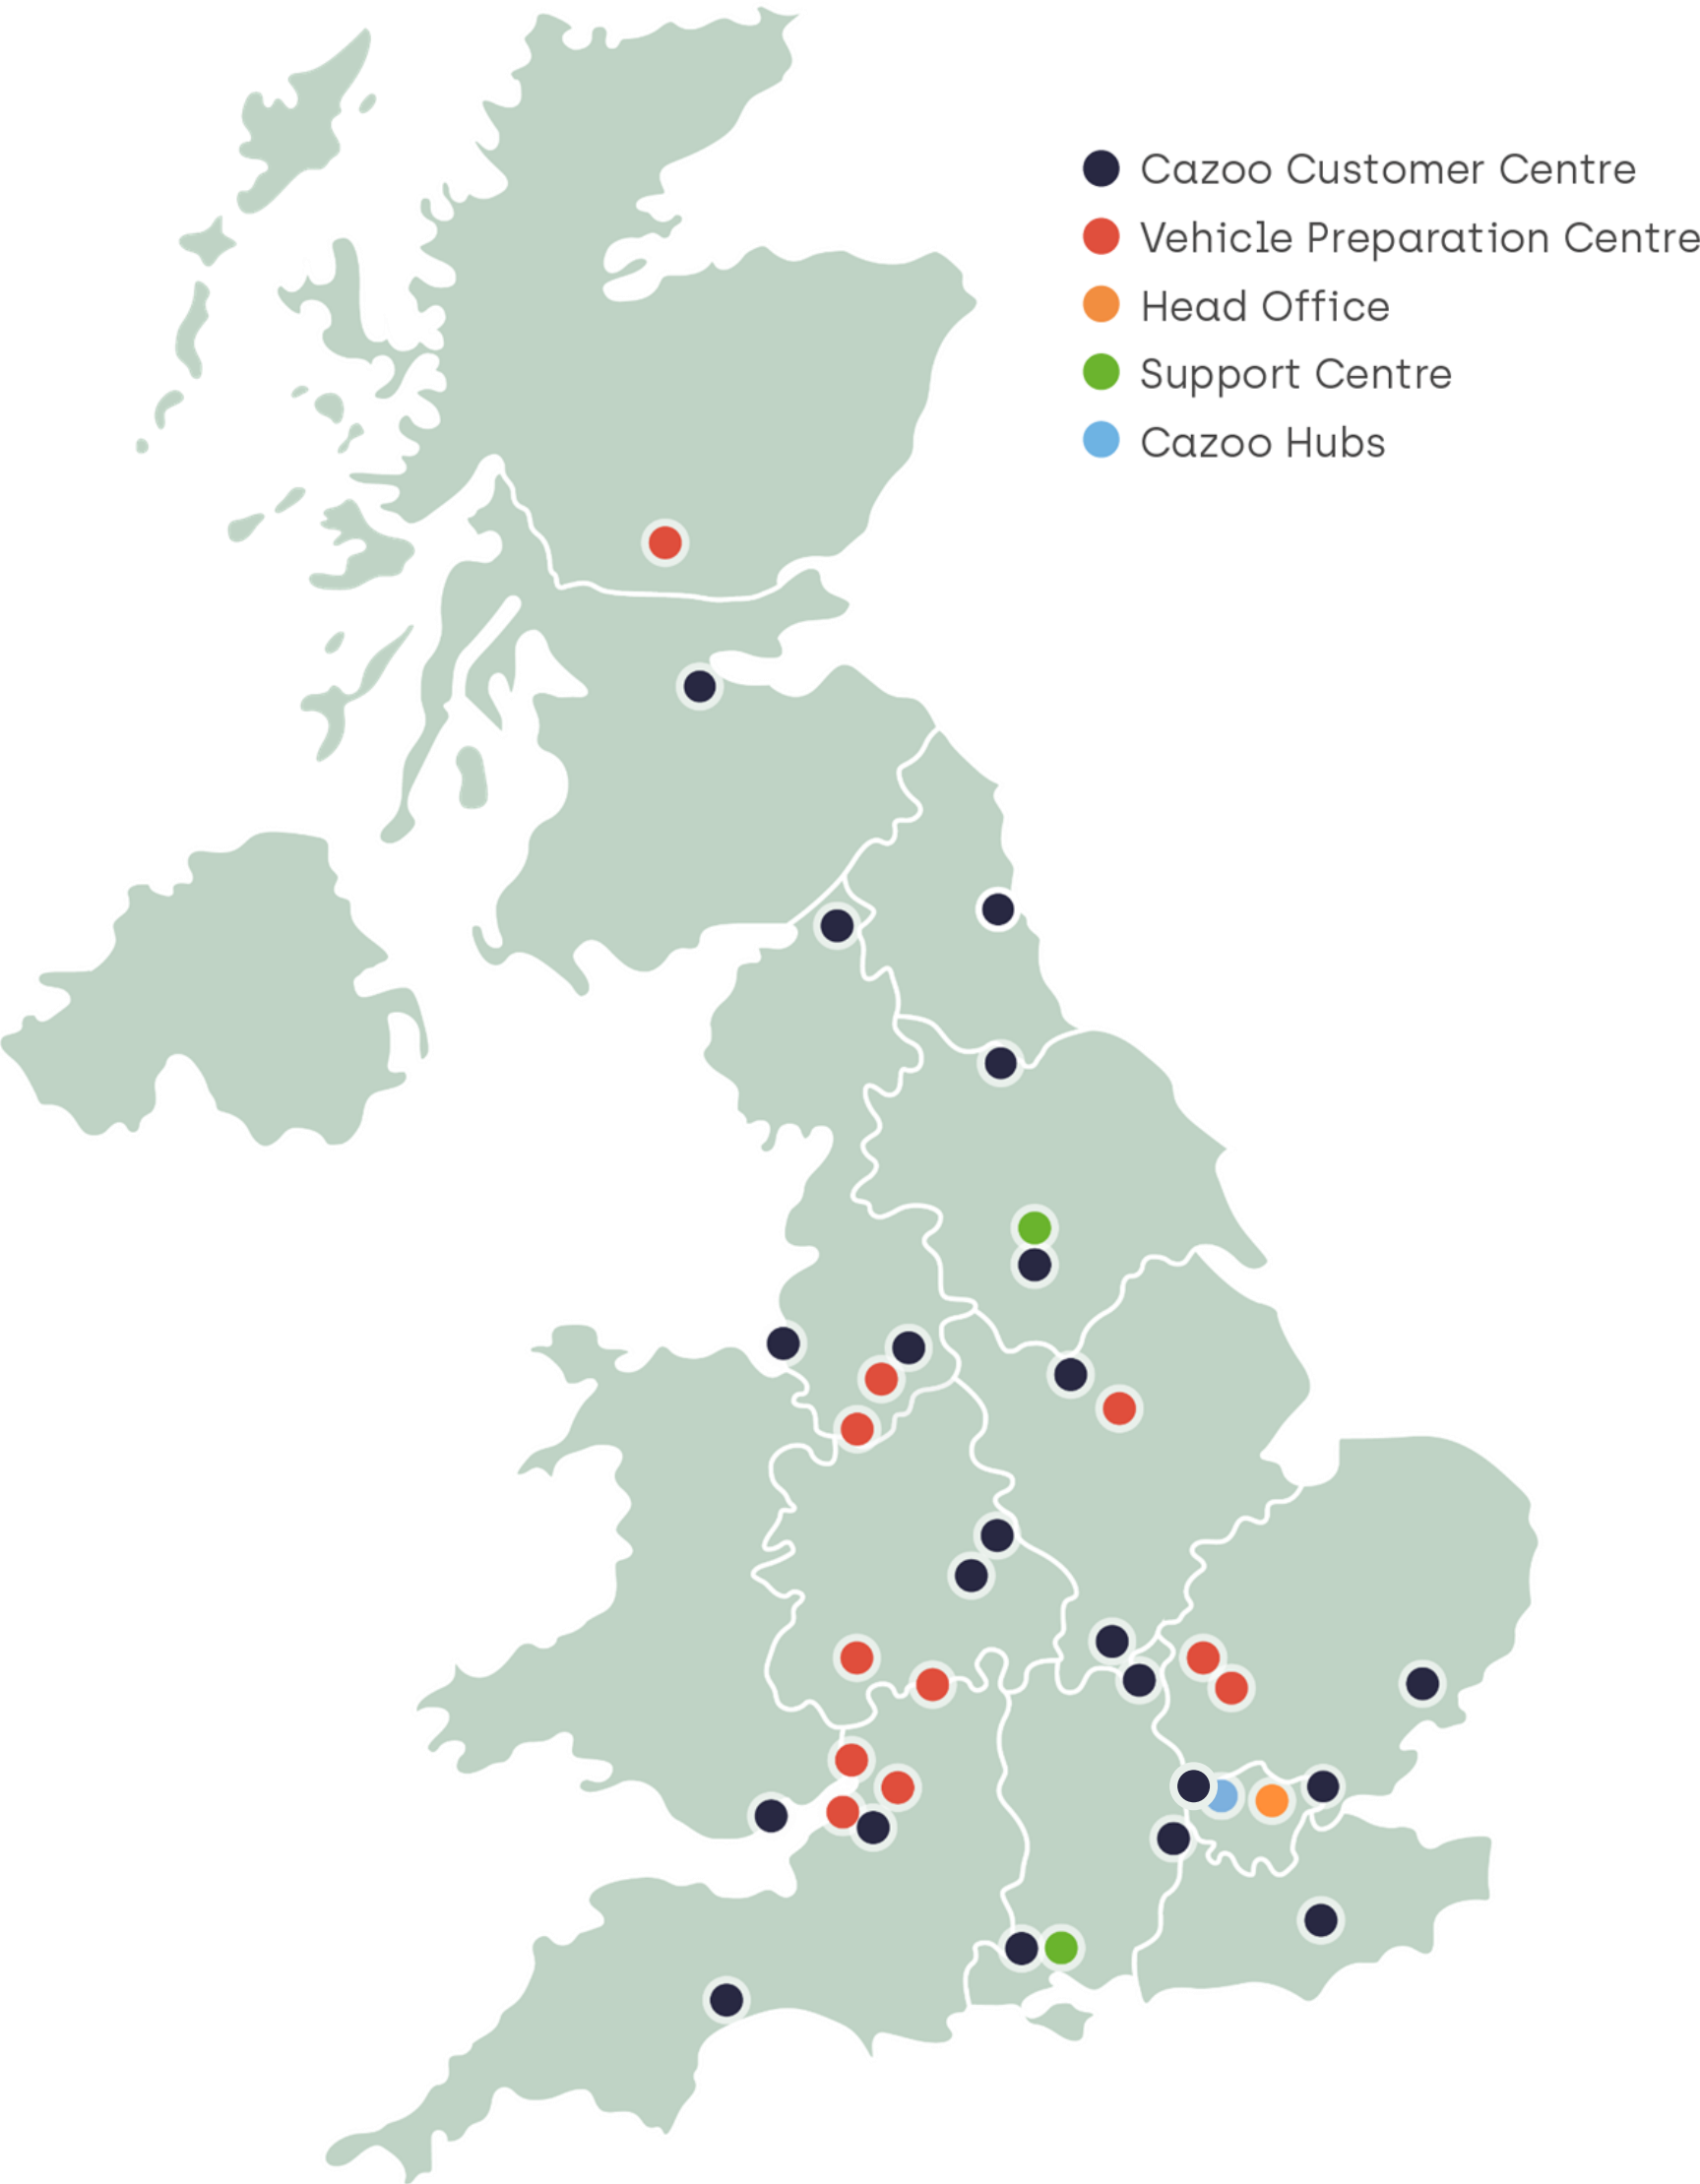 Cazoo Customer Centre
Vehicle Preparation Centre
Head Office
Support Centre
Cazoo Hubs